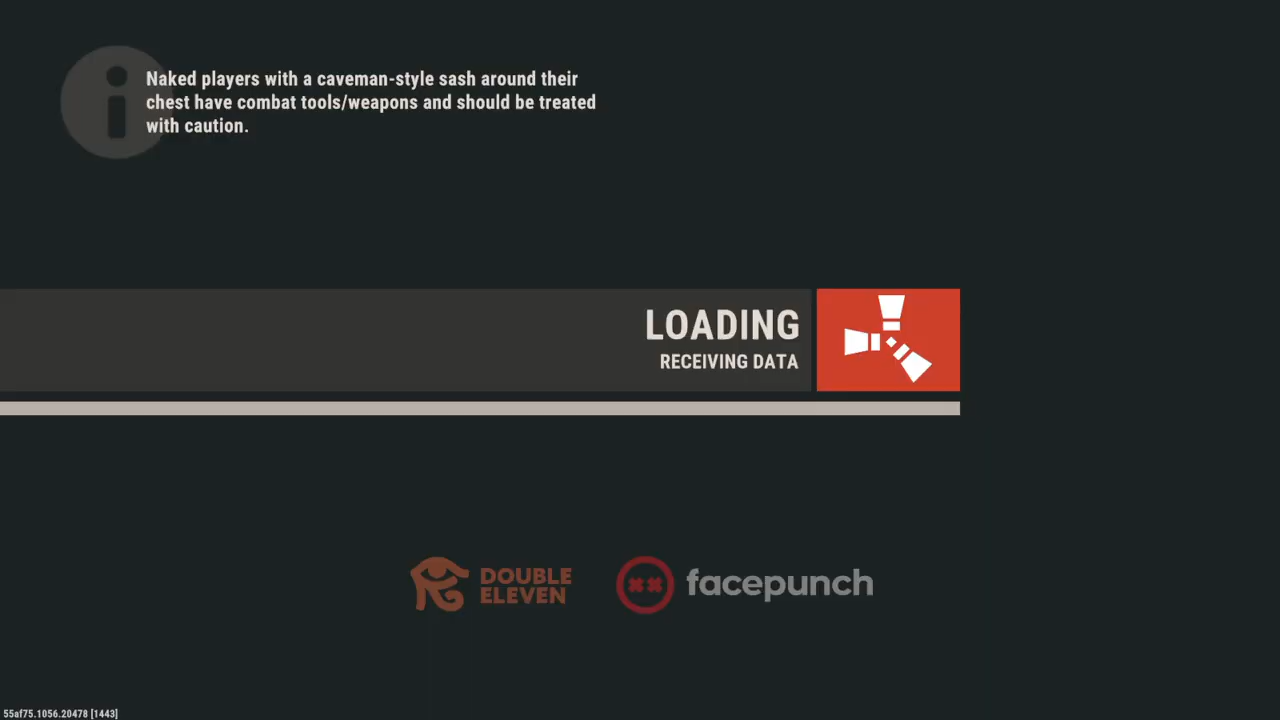 Naked players with a caveman-style sash around their
chest have combat tools/weapons and should be treated
with caution.
LOADING
RECEIVING DATA
DOUBLE
ELEVEN
facepunch
55af75.1056.20478 [1443]